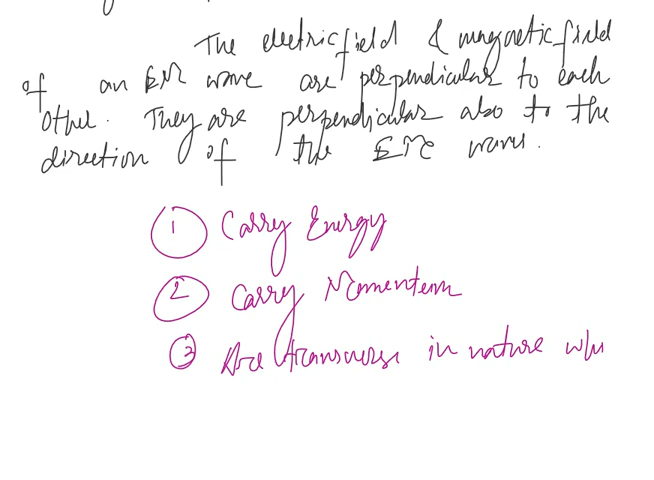 The electric field & magnetic field
of an EM wave are perpendicular to each
other. They are perpendicular also to the
direction of the EM wave.
1 Carry Energy
2 Carry Momentum
3 Are transverse in nature